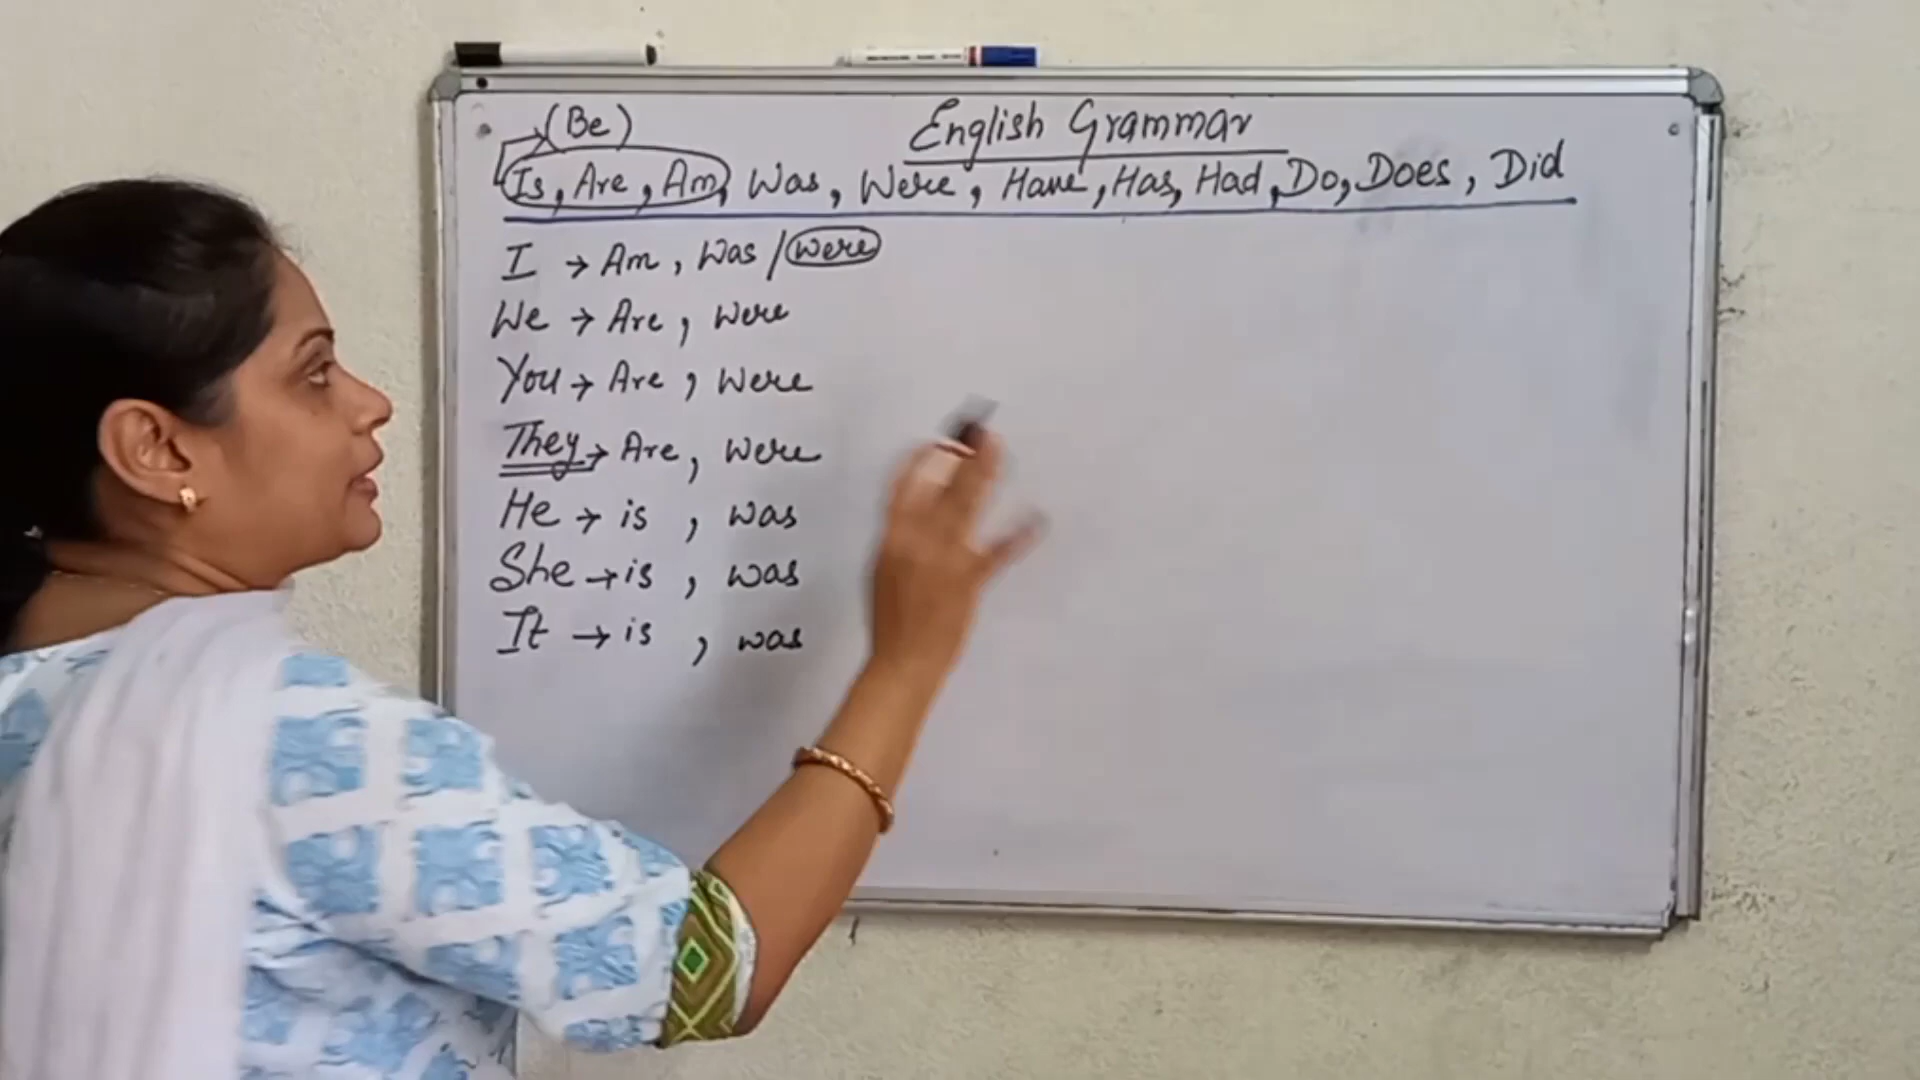 (Be)
English Grammar
Is, Are, Am, Was, Were, Have, Has, Had, Do, Does, Did
I → Am, Was / were
We → Are, Were
You → Are, Were
They → Are, Were
He → is, was
She → is, was
It → is, was